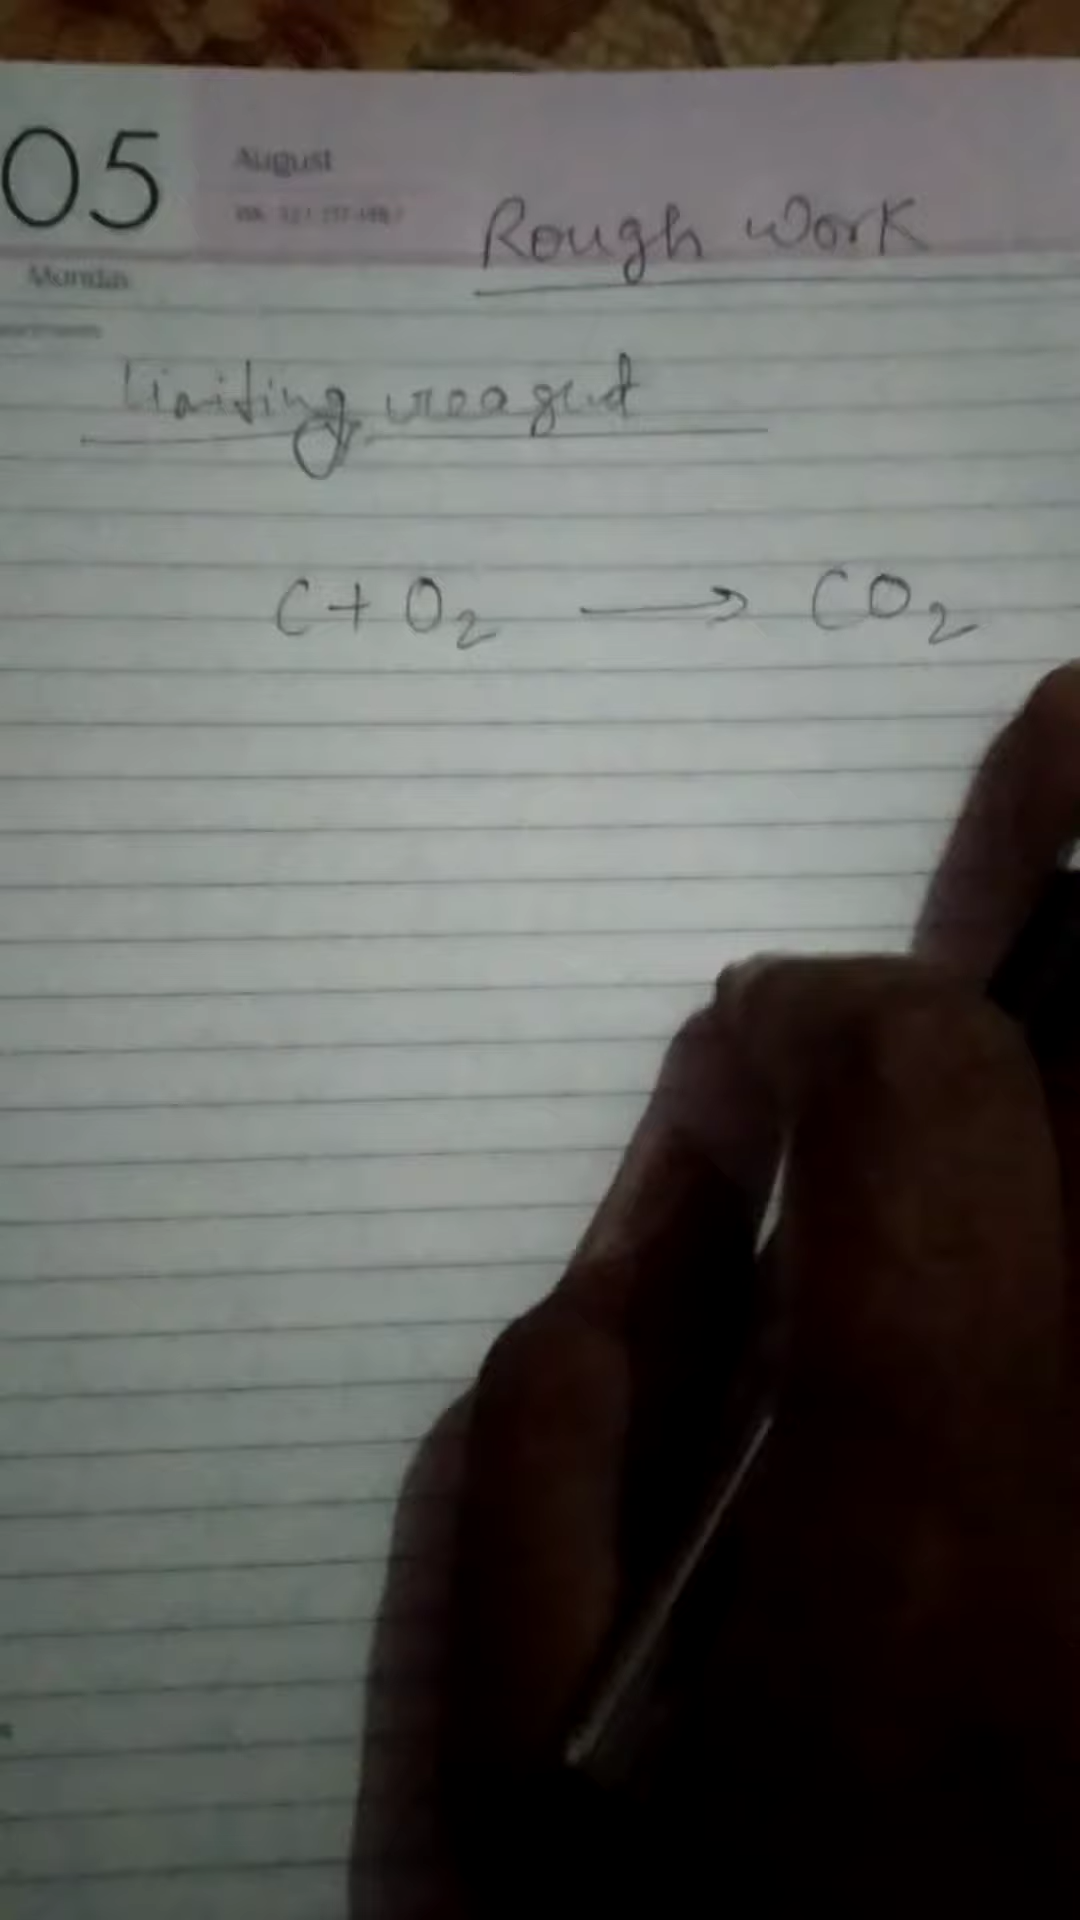 05
August
Rough Work
Monday
Limiting reagent
C + O₂ → CO₂